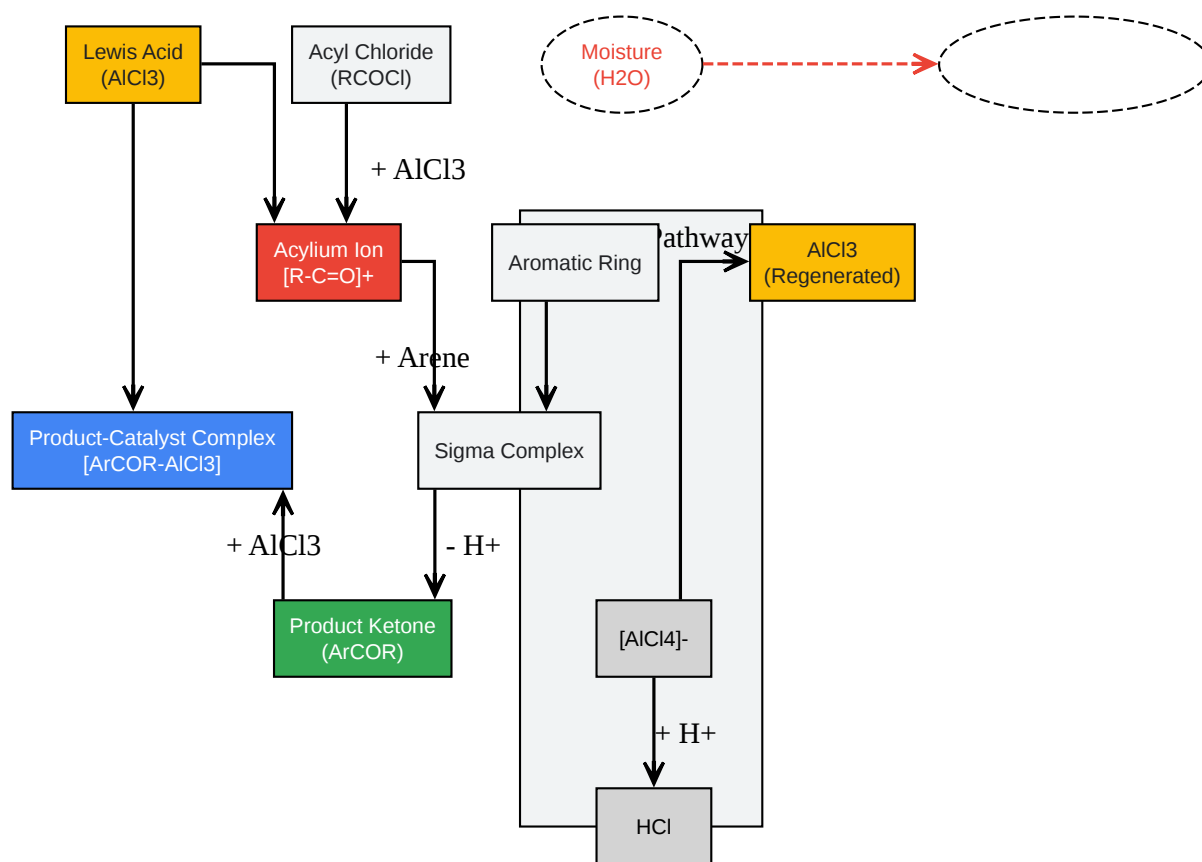 Lewis Acid
(AlCl3)
Acyl Chloride
(RCOCl)
Moisture
(H2O)
+ AlCl3
Acylium Ion
[R-C=O]+
Aromatic Ring
Pathway
AlCl3
(Regenerated)
+ Arene
Product-Catalyst Complex
[ArCOR-AlCl3]
Sigma Complex
+ AlCl3
- H+
Product Ketone
(ArCOR)
[AlCl4]-
+ H+
HCl